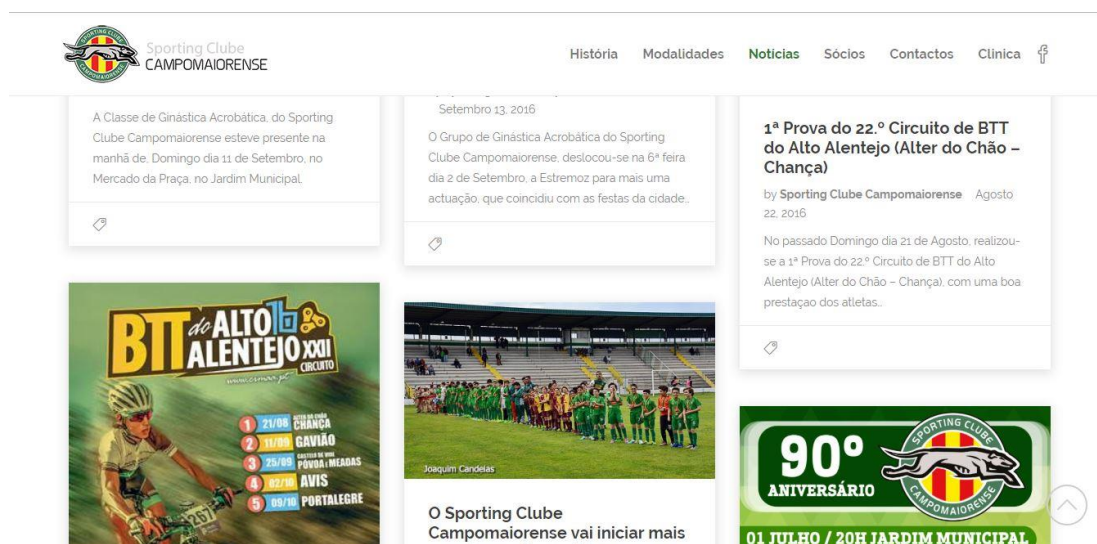 Sporting Clube
CAMPOMAIORENSE
História Modalidades Notícias Sócios Contactos Clinica
A Classe de Ginástica Acrobática, do Sporting
Clube Campomaiorense esteve presente na
manhã de, Domingo dia 11 de Setembro, no
Mercado da Praça, no Jardim Municipal.
Setembro 13, 2016
O Grupo de Ginástica Acrobática do Sporting
Clube Campomaiorense, deslocou-se na 6ª feira
dia 2 de Setembro, a Estremoz para mais uma
actuação, que coincidiu com as festas da cidade...
1ª Prova do 22.º Circuito de BTT
do Alto Alentejo (Alter do Chão –
Chança)
by Sporting Clube Campomaiorense Agosto
22, 2016
No passado Domingo dia 21 de Agosto, realizou-
se a 1ª Prova do 22.º Circuito de BTT do Alto
Alentejo (Alter do Chão – Chança), com uma boa
prestaçao dos atletas...
BTT do ALTO 16
ALENTEJO XXII
CIRCUITO
1 21/08 ALTER DO CHÃO
CHANÇA
2 11/09 GAVIÃO
3 25/09 CASTELO DE VIDE
PÓVOA E MEADAS
4 02/10 AVIS
5 09/10 PORTALEGRE
267
Joaquim Candeias
O Sporting Clube
Campomaiorense vai iniciar mais
90º
ANIVERSÁRIO
SPORTING CLUBE
CAMPOMAIORENSE
01 JULHO / 20H JARDIM MUNICIPAL